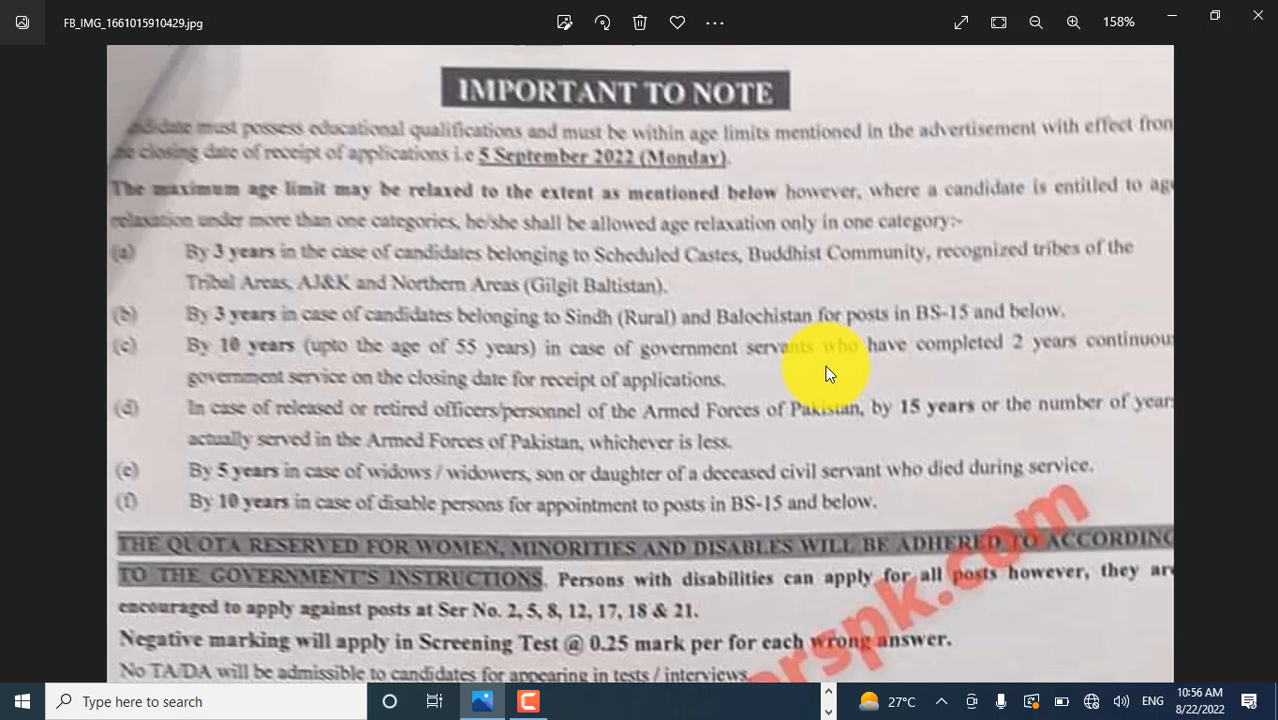 FB_IMG_1661015910429.jpg
158%
IMPORTANT TO NOTE
must possess educational qualifications and must be within age limits mentioned in the advertisement with effect
closing date of receipt of applications i.e 5 September 2022 (Monday).
The maximum age limit may be relaxed to the extent as mentioned below however, where a candidate is entitled to
relaxation under more than one categories, he/she shall be allowed age relaxation only in one category:-
(a) By 3 years in the case of candidates belonging to Scheduled Castes, Buddhist Community, recognized tribes of the
Tribal Areas, AJ&K and Northern Areas (Gilgit Baltistan).
(b) By 3 years in case of candidates belonging to Sindh (Rural) and Balochistan for posts in BS-15 and below.
(c) By 10 years (upto the age of 55 years) in case of government servants who have completed 2 years
government service on the closing date for receipt of applications.
(d) In case of released or retired officers/personnel of the Armed Forces of Pakistan, by 15 years or the number of
actually served in the Armed Forces of Pakistan, whichever is less.
(e) By 5 years in case of widows / widowers, son or daughter of a deceased civil servant who died during service.
(f) By 10 years in case of disable persons for appointment to posts in BS-15 and below.
THE QUOTA RESERVED FOR WOMEN, MINORITIES AND DISABLES WILL BE ADHERED TO ACCORDING
TO THE GOVERNMENT'S INSTRUCTIONS. Persons with disabilities can apply for all posts however, they
encouraged to apply against posts at Ser No. 2, 5, 8, 12, 17, 18 & 21.
Negative marking will apply in Screening Test @ 0.25 mark per for each wrong answer.
No TA/DA will be admissible to candidates for appearing in tests / interviews.
arspk.com
Type here to search
27°C
ENG
10:56 AM
8/22/2022